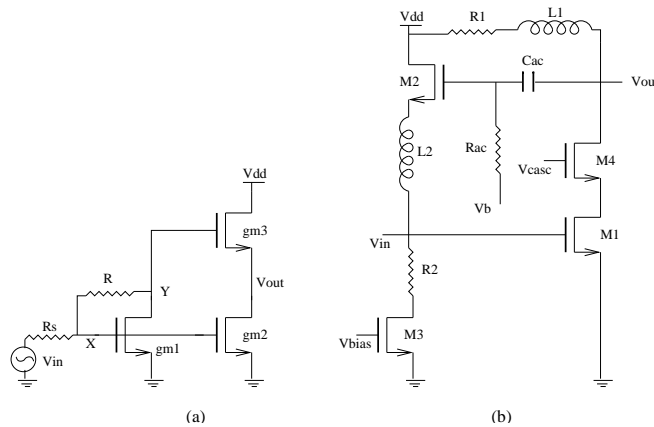 Vdd
R1
L1
M2
Cac
Vou
L2
Rac
Vcasc
M4
Vb
Vdd
gm3
Vin
M1
R
Y
Vout
R2
Rs
X
gm1
gm2
Vin
Vbias
M3
(a)
(b)